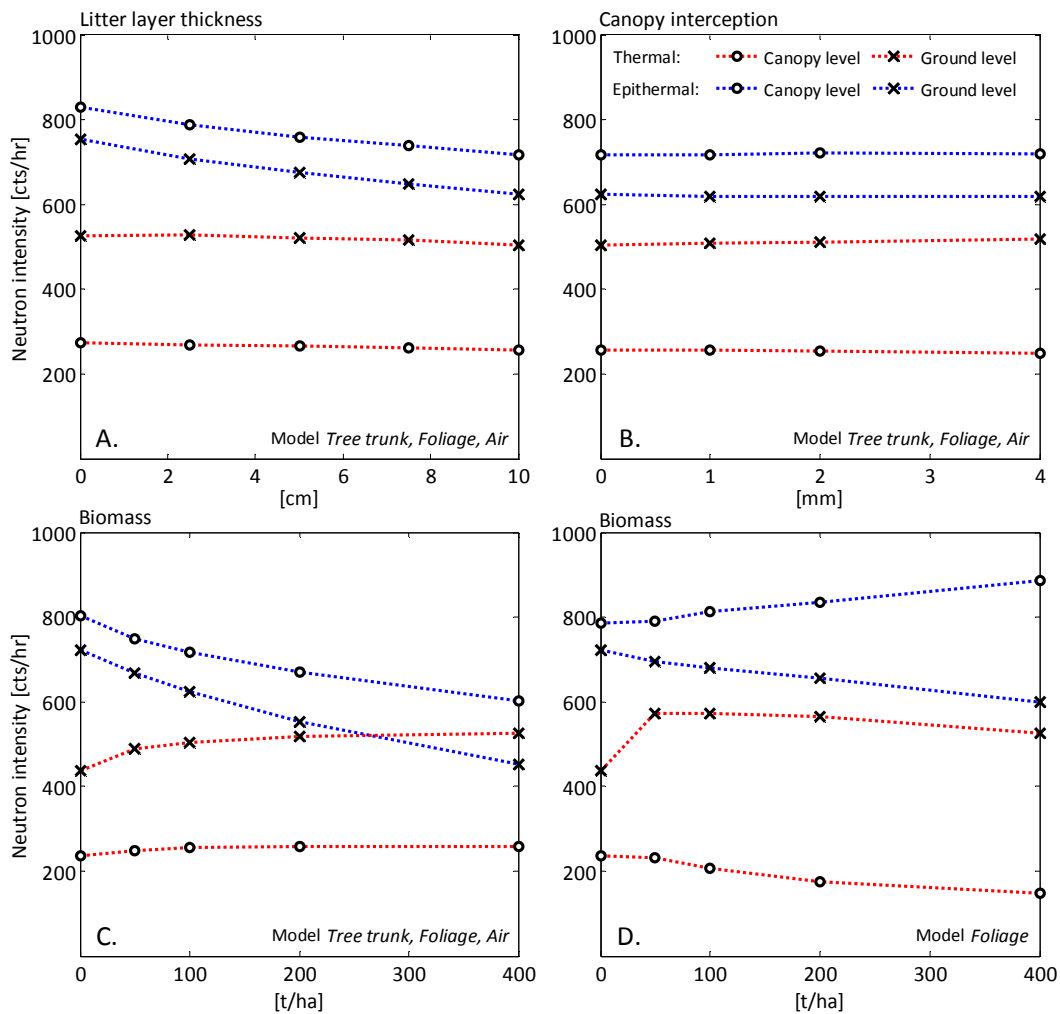 Litter layer thickness
Canopy interception
Neutron intensity [cts/hr]
1000
800
600
400
200
A.
Model Tree trunk, Foliage, Air
0 2 4 6 8 10
[cm]
1000
800
600
400
200
Thermal: Canopy level Ground level
Epithermal: Canopy level Ground level
B.
Model Tree trunk, Foliage, Air
0 1 2 3 4
[mm]
Biomass
Biomass
Neutron intensity [cts/hr]
1000
800
600
400
200
C.
Model Tree trunk, Foliage, Air
0 100 200 300 400
[t/ha]
1000
800
600
400
200
D.
Model Foliage
0 100 200 300 400
[t/ha]